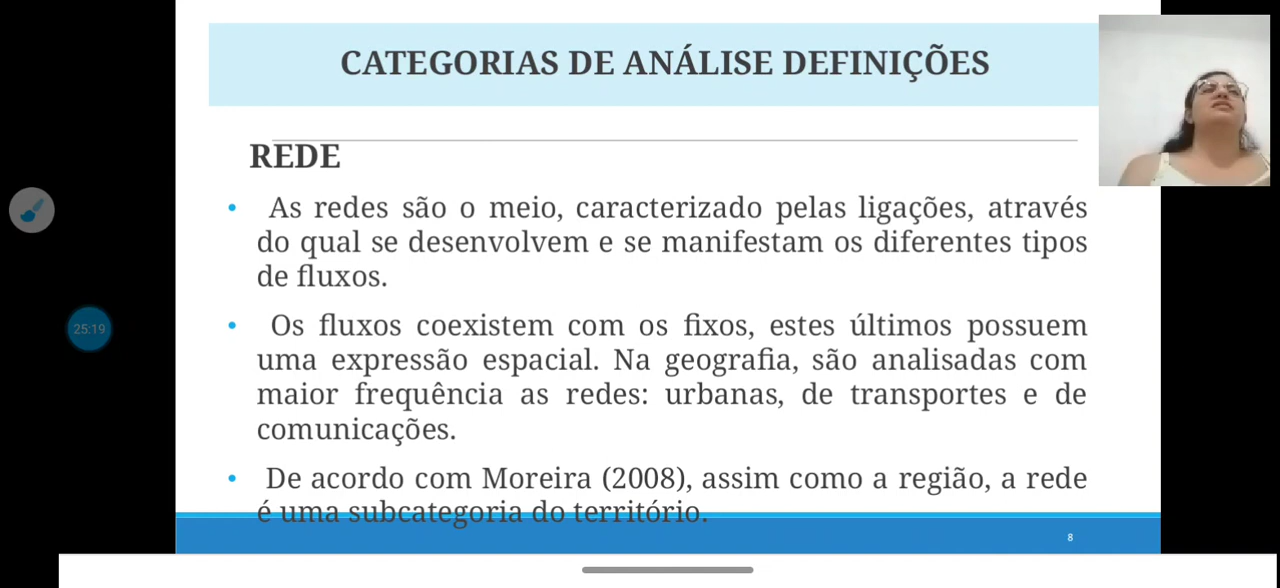 CATEGORIAS DE ANÁLISE DEFINIÇÕES
REDE
• As redes são o meio, caracterizado pelas ligações, através
do qual se desenvolvem e se manifestam os diferentes tipos
de fluxos.
• Os fluxos coexistem com os fixos, estes últimos possuem
uma expressão espacial. Na geografia, são analisadas com
maior frequência as redes: urbanas, de transportes e de
comunicações.
• De acordo com Moreira (2008), assim como a região, a rede
é uma subcategoria do território.
25:19
8